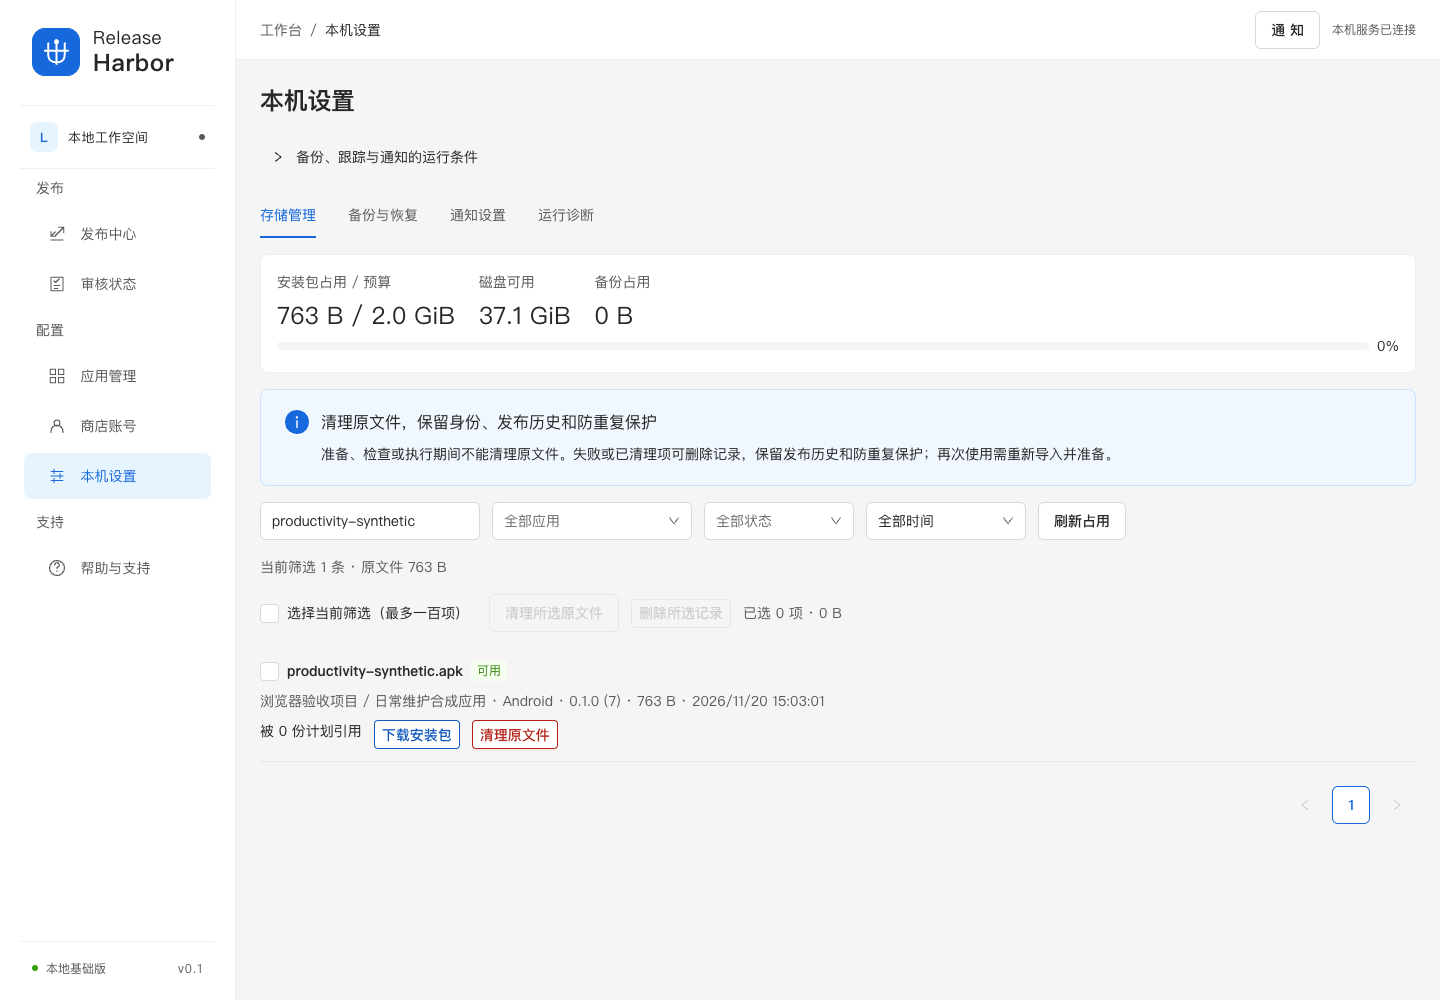 Release
Harbor
L 本地工作空间
发布
发布中心
审核状态
配置
应用管理
商店账号
本机设置
支持
帮助与支持
本地基础版 v0.1
工作台 / 本机设置
通 知 本机服务已连接
本机设置
备份、跟踪与通知的运行条件
存储管理 备份与恢复 通知设置 运行诊断
安装包占用 / 预算 磁盘可用 备份占用
763 B / 2.0 GiB 37.1 GiB 0 B
0%
清理原文件，保留身份、发布历史和防重复保护
准备、检查或执行期间不能清理原文件。失败或已清理项可删除记录，保留发布历史和防重复保护；再次使用需重新导入并准备。
productivity-synthetic 全部应用 全部状态 全部时间 刷新占用
当前筛选 1 条 · 原文件 763 B
选择当前筛选（最多一百项） 清理所选原文件 删除所选记录 已选 0 项 · 0 B
productivity-synthetic.apk 可用
浏览器验收项目 / 日常维护合成应用 · Android · 0.1.0 (7) · 763 B · 2026/11/20 15:03:01
被 0 份计划引用 下载安装包 清理原文件
1